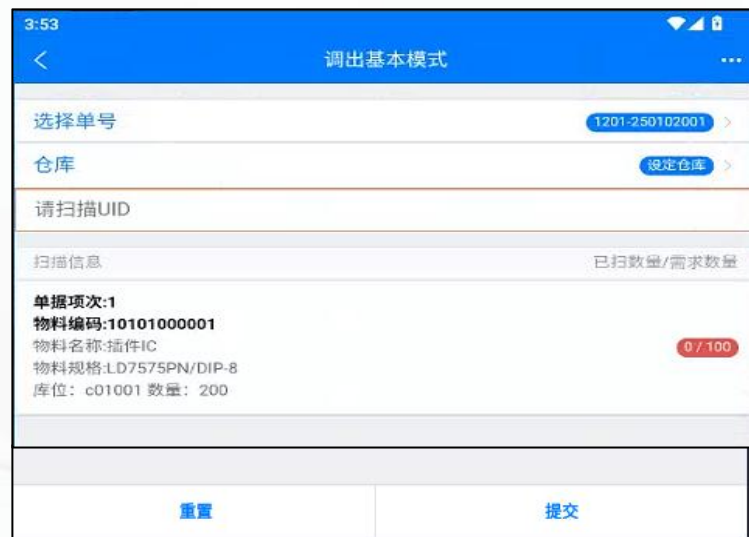 3:53
调出基本模式
选择单号 1201-250102001
仓库 设定仓库
请扫描UID
扫描信息 已扫数量/需求数量
单据项次:1
物料编码:10101000001
物料名称:插件IC
物料规格:LD7575PN/DIP-8
库位：c01001 数量：200
0 / 100
重置 提交